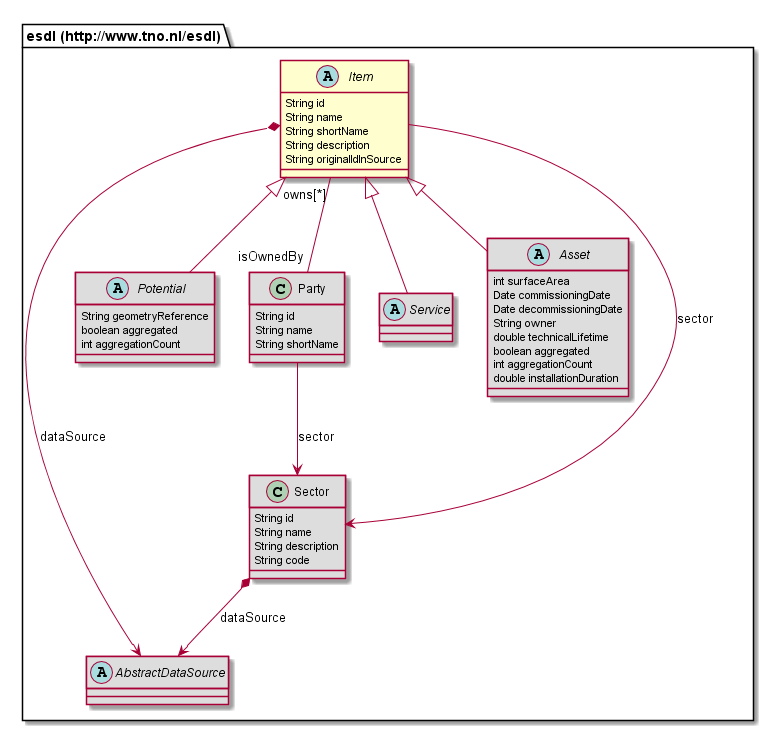 esdl (http://www.tno.nl/esdl)
A Item
String id
String name
String shortName
String description
String originalIdInSource
owns[*]
isOwnedBy
A Potential
String geometryReference
boolean aggregated
int aggregationCount
C Party
String id
String name
String shortName
A Service
A Asset
int surfaceArea
Date commissioningDate
Date decommissioningDate
String owner
double technicalLifetime
boolean aggregated
int aggregationCount
double installationDuration
sector
dataSource
sector
C Sector
String id
String name
String description
String code
dataSource
A AbstractDataSource